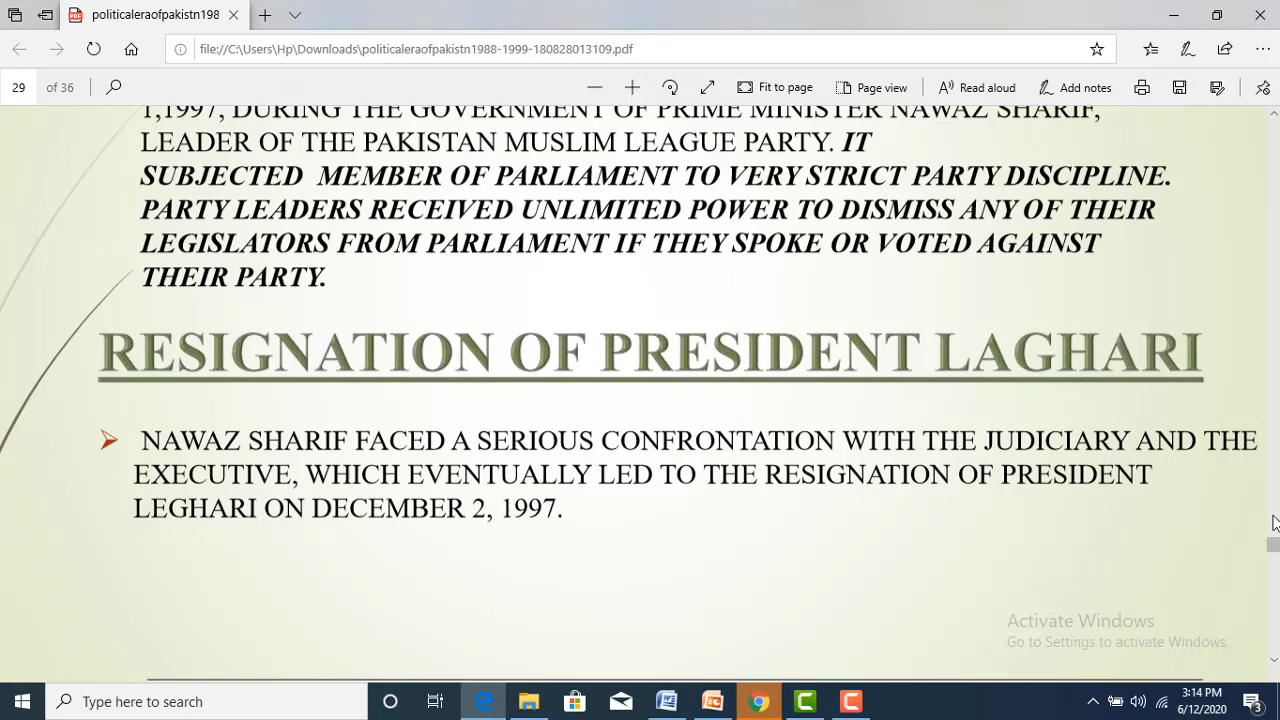 politicaleraofpakistn198
file://C:\Users\Hp\Downloads\politicaleraofpakistn1988-1999-180828013109.pdf
29 of 36 Fit to page Page view Read aloud Add notes
1,1997, DURING THE GOVERNMENT OF PRIME MINISTER NAWAZ SHARIF,
LEADER OF THE PAKISTAN MUSLIM LEAGUE PARTY. IT
SUBJECTED MEMBER OF PARLIAMENT TO VERY STRICT PARTY DISCIPLINE.
PARTY LEADERS RECEIVED UNLIMITED POWER TO DISMISS ANY OF THEIR
LEGISLATORS FROM PARLIAMENT IF THEY SPOKE OR VOTED AGAINST
THEIR PARTY.
RESIGNATION OF PRESIDENT LAGHARI
NAWAZ SHARIF FACED A SERIOUS CONFRONTATION WITH THE JUDICIARY AND THE
EXECUTIVE, WHICH EVENTUALLY LED TO THE RESIGNATION OF PRESIDENT
LEGHARI ON DECEMBER 2, 1997.
Activate Windows
Go to Settings to activate Windows.
Type here to search
3:14 PM
6/12/2020
3